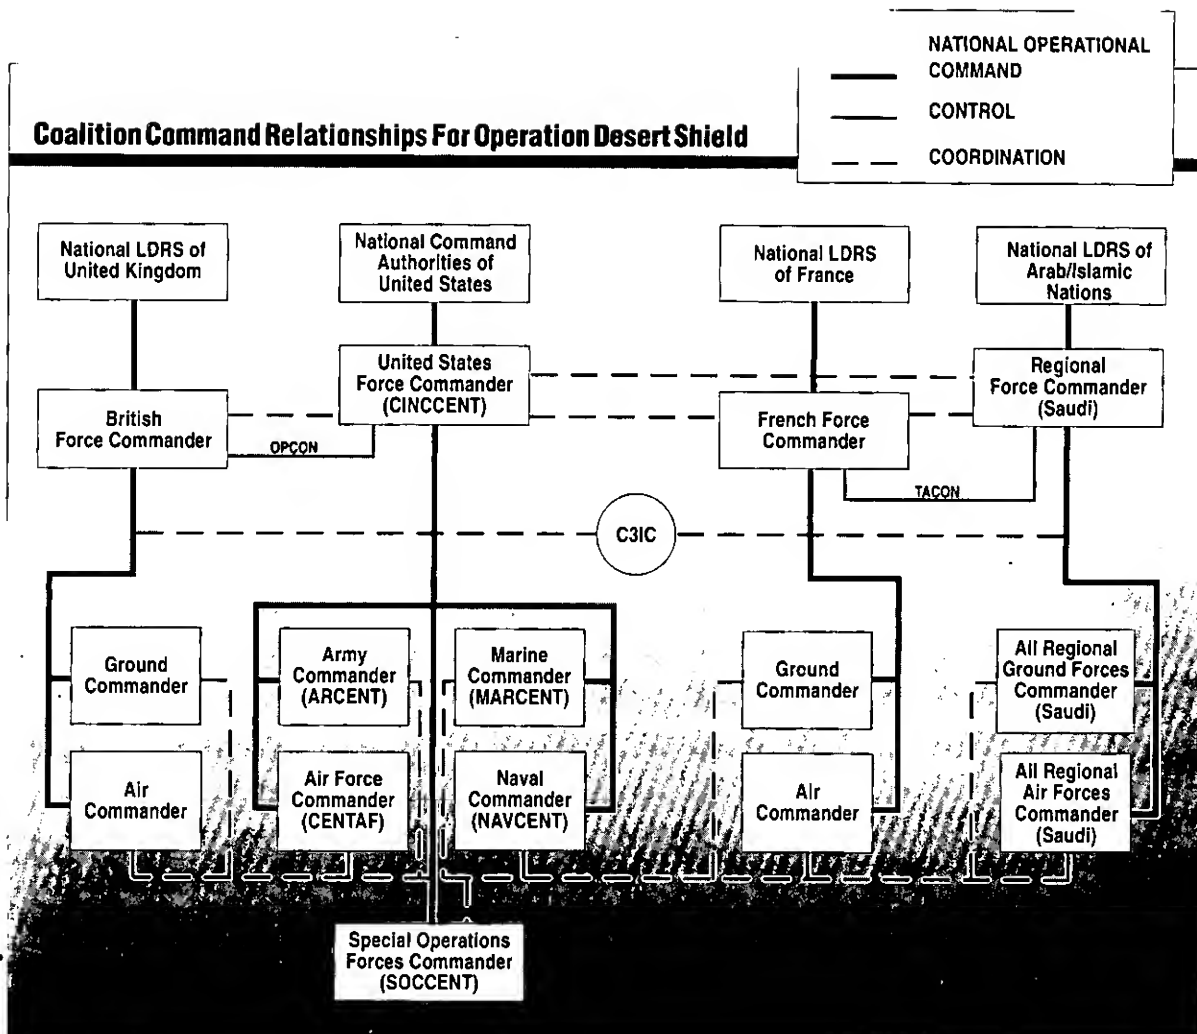 NATIONAL OPERATIONAL
COMMAND
CONTROL
COORDINATION
Coalition Command Relationships For Operation Desert Shield
National LDRS of
United Kingdom
National Command
Authorities of
United States
National LDRS
of France
National LDRS of
Arab/Islamic
Nations
British
Force Commander
United States
Force Commander
(CINCCENT)
French Force
Commander
Regional
Force Commander
(Saudi)
OPCON
TACON
C3IC
Ground
Commander
Army
Commander
(ARCENT)
Marine
Commander
(MARCENT)
Ground
Commander
All Regional
Ground Forces
Commander
(Saudi)
Air
Commander
Air Force
Commander
(CENTAF)
Naval
Commander
(NAVCENT)
Air
Commander
All Regional
Air Forces
Commander
(Saudi)
Special Operations
Forces Commander
(SOCCENT)